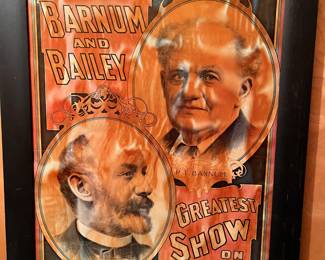 BARNUM
AND
BAILEY
P.T. BARNUM
GREATEST
SHOW
ON